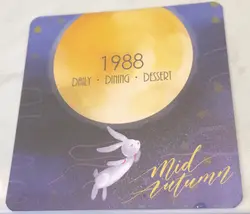 1988
DAILY · DINING · DESSERT
Mid
Autumn